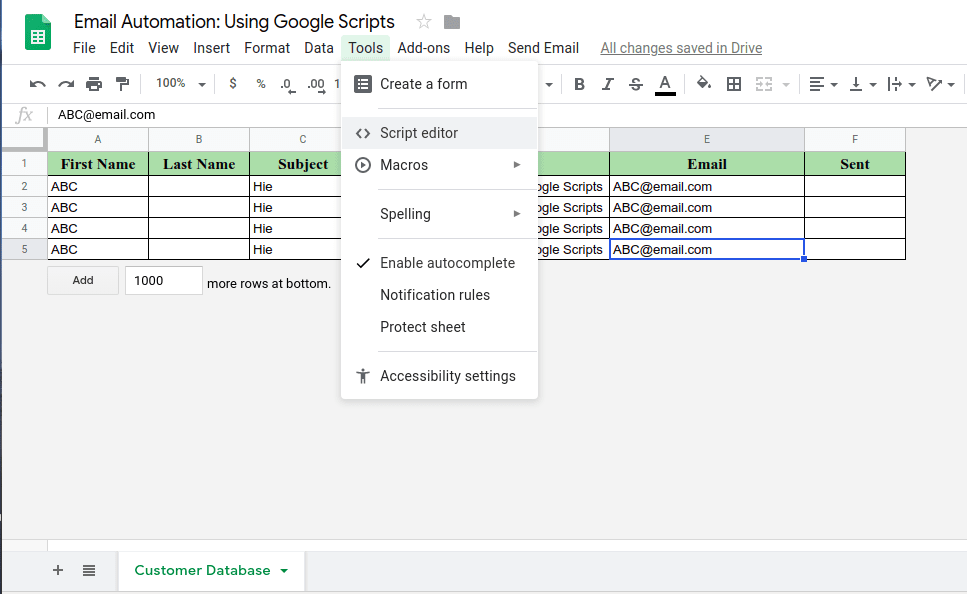 Email Automation: Using Google Scripts
File Edit View Insert Format Data Tools Add-ons Help Send Email All changes saved in Drive
100% $ % .0 .00 1 B I S A
fx ABC@email.com
A B C E F
1 First Name Last Name Subject Email Sent
2 ABC Hie ogle Scripts ABC@email.com
3 ABC Hie ogle Scripts ABC@email.com
4 ABC Hie ogle Scripts ABC@email.com
5 ABC Hie ogle Scripts ABC@email.com
Add 1000 more rows at bottom.
Create a form
Script editor
Macros
Spelling
Enable autocomplete
Notification rules
Protect sheet
Accessibility settings
Customer Database